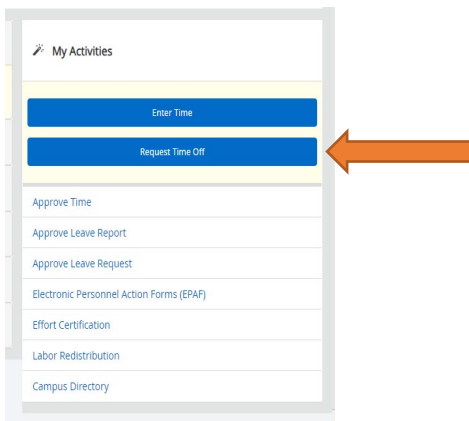 My Activities
Enter Time
Request Time Off
Approve Time
Approve Leave Report
Approve Leave Request
Electronic Personnel Action Forms (EPAF)
Effort Certification
Labor Redistribution
Campus Directory